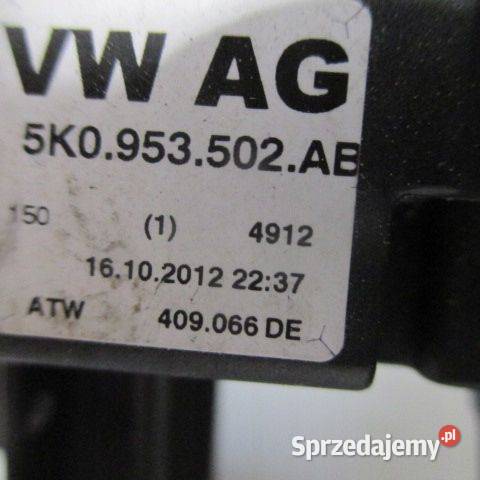 VW AG
5K0.953.502.AB
150 (1) 4912
16.10.2012 22:37
ATW 409.066 DE
Sprzedajemy.pl